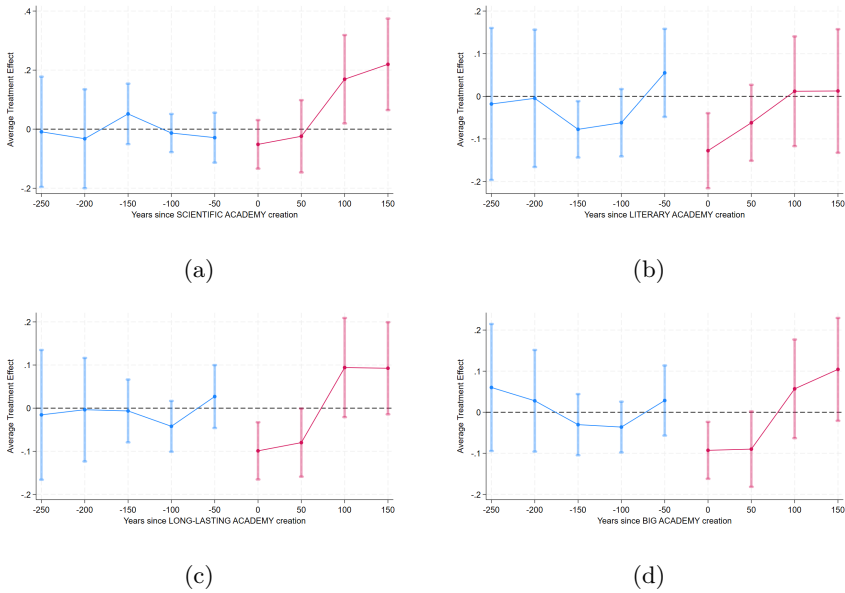 Average Treatment Effect
.4
.2
0
-.2
-250 -200 -150 -100 -50 0 50 100 150
Years since SCIENTIFIC ACADEMY creation
(a)
Average Treatment Effect
.2
.1
0
-.1
-.2
-250 -200 -150 -100 -50 0 50 100 150
Years since LITERARY ACADEMY creation
(b)
Average Treatment Effect
.2
.1
0
-.1
-.2
-250 -200 -150 -100 -50 0 50 100 150
Years since LONG-LASTING ACADEMY creation
(c)
Average Treatment Effect
.2
.1
0
-.1
-.2
-250 -200 -150 -100 -50 0 50 100 150
Years since BIG ACADEMY creation
(d)